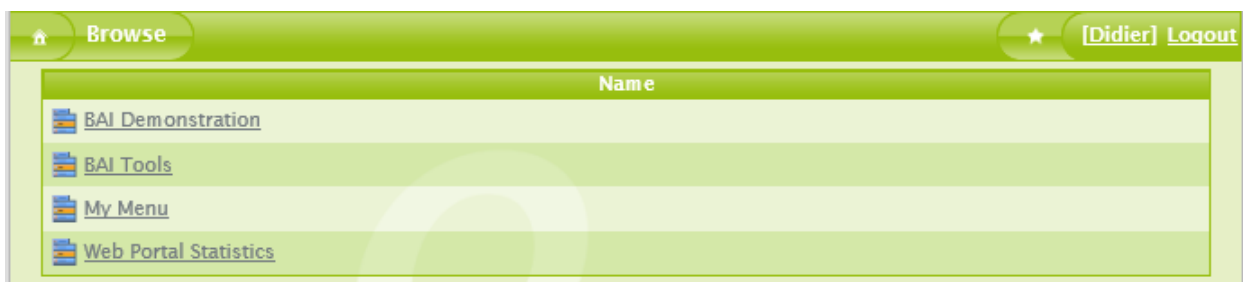 Browse
[Didier] Logout
Name
BAI Demonstration
BAI Tools
My Menu
Web Portal Statistics